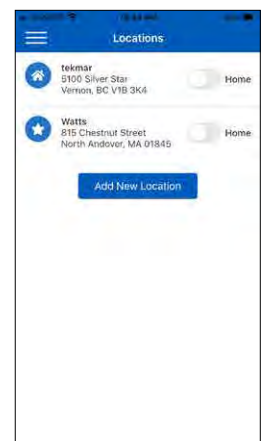 Locations
tekmar
5100 Silver Star
Vernon, BC V1B 3K4
Home
Watts
815 Chestnut Street
North Andover, MA 01845
Home
Add New Location